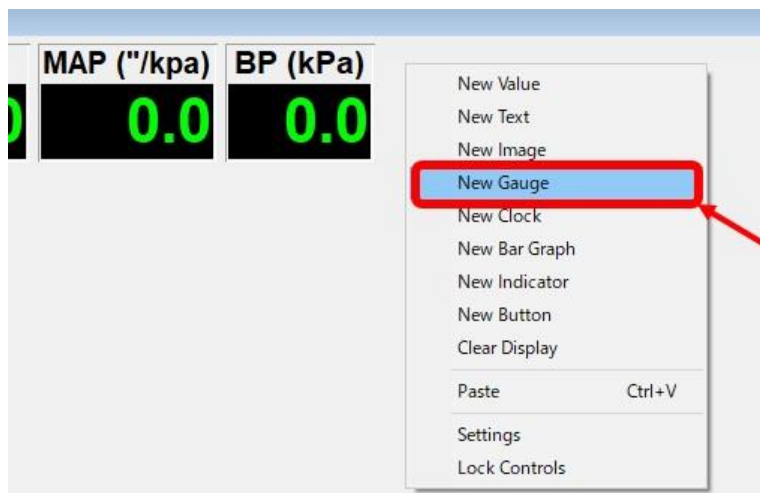 MAP ("/kpa) BP (kPa)
0 0.0 0.0
New Value
New Text
New Image
New Gauge
New Clock
New Bar Graph
New Indicator
New Button
Clear Display
Paste Ctrl+V
Settings
Lock Controls